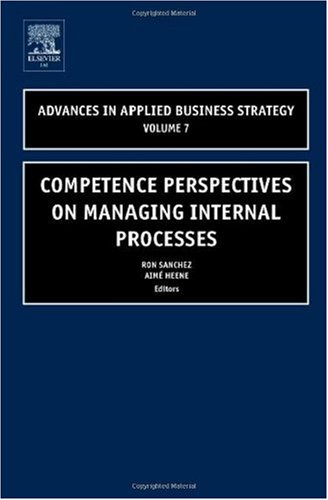 ELSEVIER
JAI
ADVANCES IN APPLIED BUSINESS STRATEGY
VOLUME 7
COMPETENCE PERSPECTIVES
ON MANAGING INTERNAL
PROCESSES
RON SANCHEZ
AIMÉ HEENE
Editors